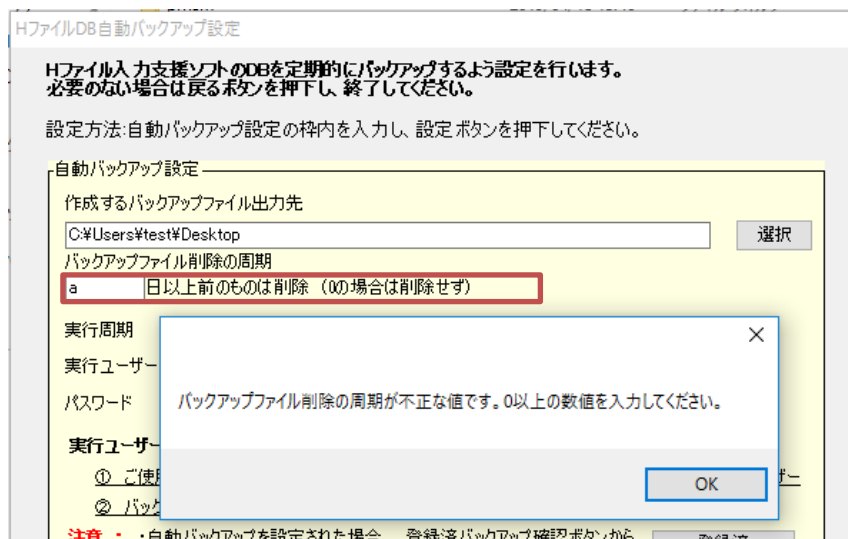 HファイルDB自動バックアップ設定
Hファイル入力支援ソフトのDBを定期的にバックアップするよう設定を行います。
必要のない場合は戻るボタンを押下し、終了してください。
設定方法:自動バックアップ設定の枠内を入力し、設定ボタンを押下してください。
自動バックアップ設定
作成するバックアップファイル出力先
C:¥Users¥test¥Desktop 選択
バックアップファイル削除の周期
a 日以上前のものは削除（0の場合は削除せず）
実行周期
実行ユーザー
パスワード
バックアップファイル削除の周期が不正な値です。0以上の数値を入力してください。
OK
実行ユーザー
① ご使用 ザー
② バック
注意：・自動バックアップを設定された場合、登録済バックアップ確認ボタンから 登録済